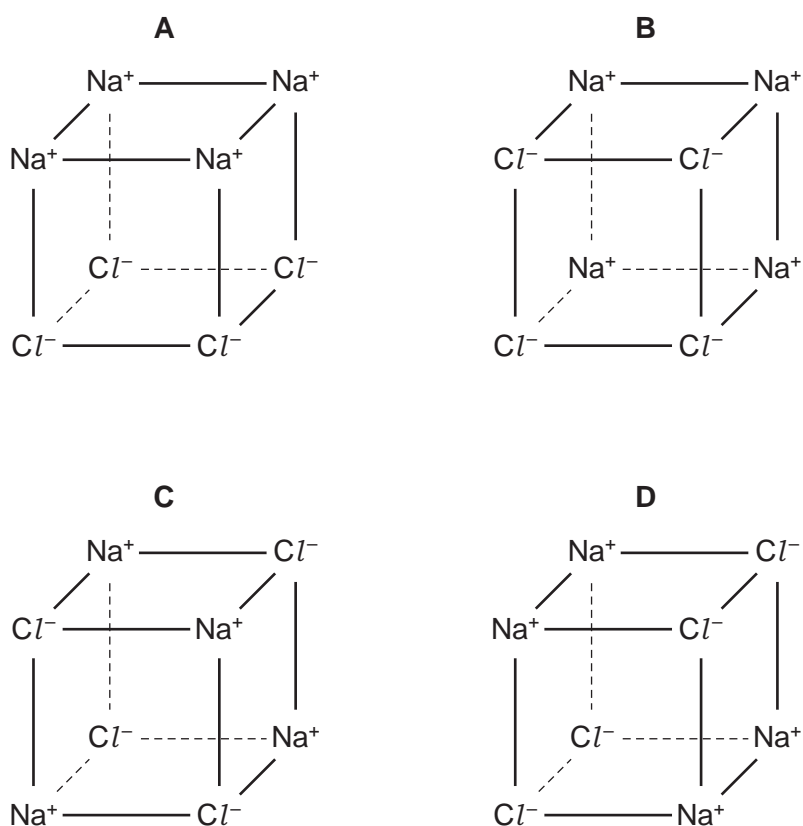 A B
Na⁺ Na⁺ Na⁺ Na⁺
Na⁺ Na⁺ Cl⁻ Cl⁻
Cl⁻ Cl⁻ Na⁺ Na⁺
Cl⁻ Cl⁻ Cl⁻ Cl⁻
C D
Na⁺ Cl⁻ Na⁺ Cl⁻
Cl⁻ Na⁺ Na⁺ Cl⁻
Cl⁻ Na⁺ Cl⁻ Na⁺
Na⁺ Cl⁻ Cl⁻ Na⁺